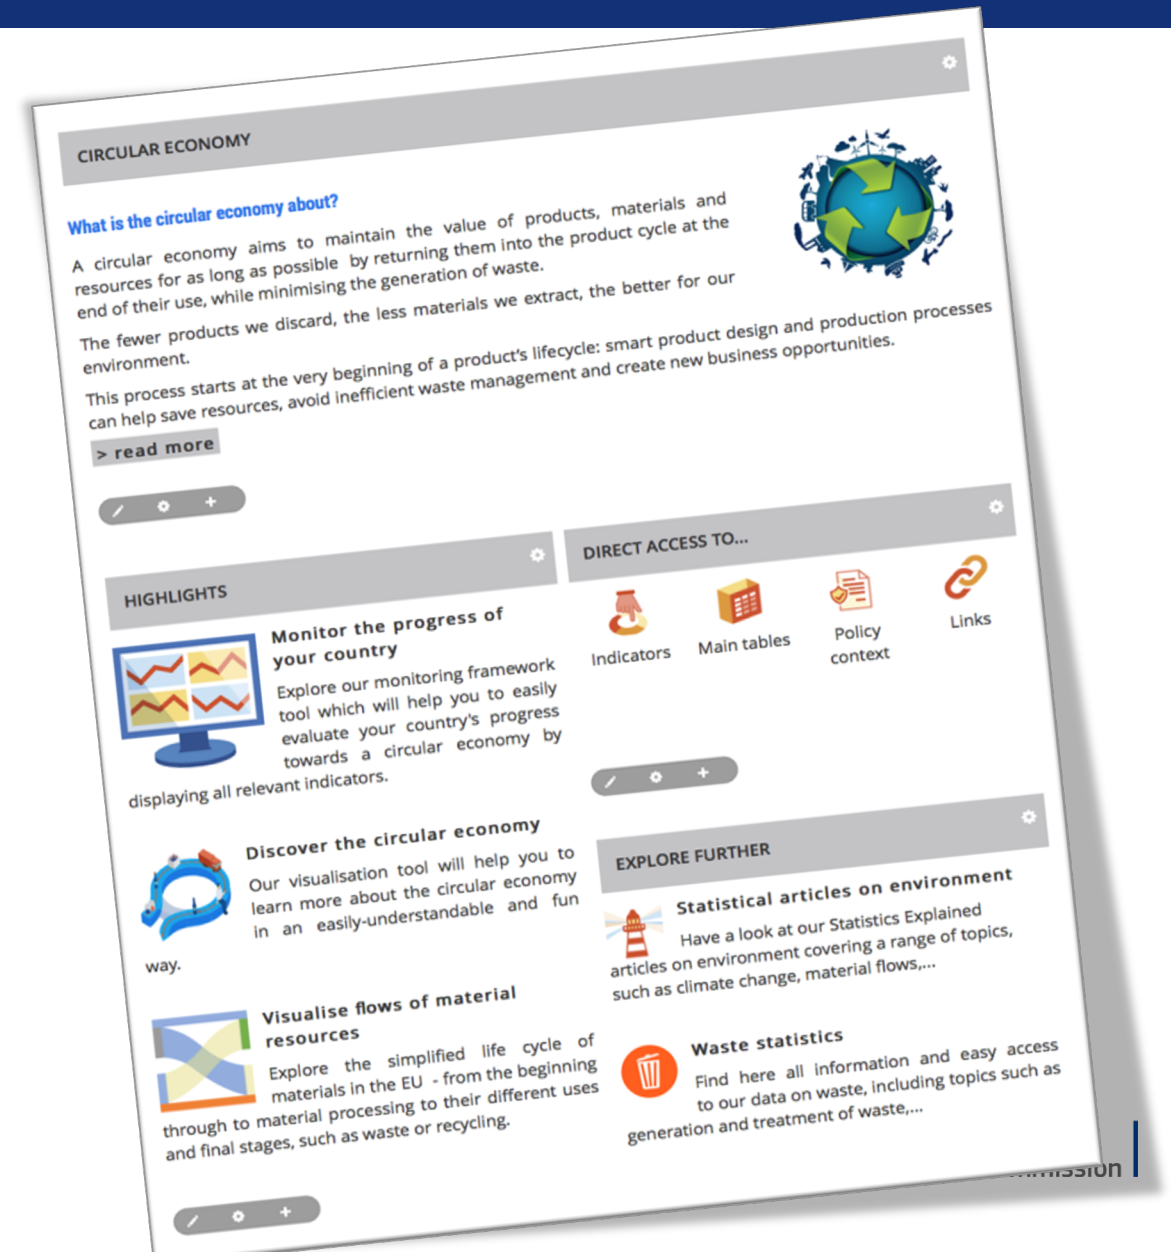 CIRCULAR ECONOMY
What is the circular economy about?
A circular economy aims to maintain the value of products, materials and
resources for as long as possible by returning them into the product cycle at the
end of their use, while minimising the generation of waste.
The fewer products we discard, the less materials we extract, the better for our
environment.
This process starts at the very beginning of a product's lifecycle: smart product design and production processes
can help save resources, avoid inefficient waste management and create new business opportunities.
> read more
HIGHLIGHTS
Monitor the progress of
your country
Explore our monitoring framework
tool which will help you to easily
evaluate your country's progress
towards a circular economy by
displaying all relevant indicators.
Discover the circular economy
Our visualisation tool will help you to
learn more about the circular economy
in an easily-understandable and fun
way.
Visualise flows of material
resources
Explore the simplified life cycle of
materials in the EU - from the beginning
through to material processing to their different uses
and final stages, such as waste or recycling.
DIRECT ACCESS TO...
Indicators
Main tables
Policy
context
Links
EXPLORE FURTHER
Statistical articles on environment
Have a look at our Statistics Explained
articles on environment covering a range of topics,
such as climate change, material flows,...
Waste statistics
Find here all information and easy access
to our data on waste, including topics such as
generation and treatment of waste,...